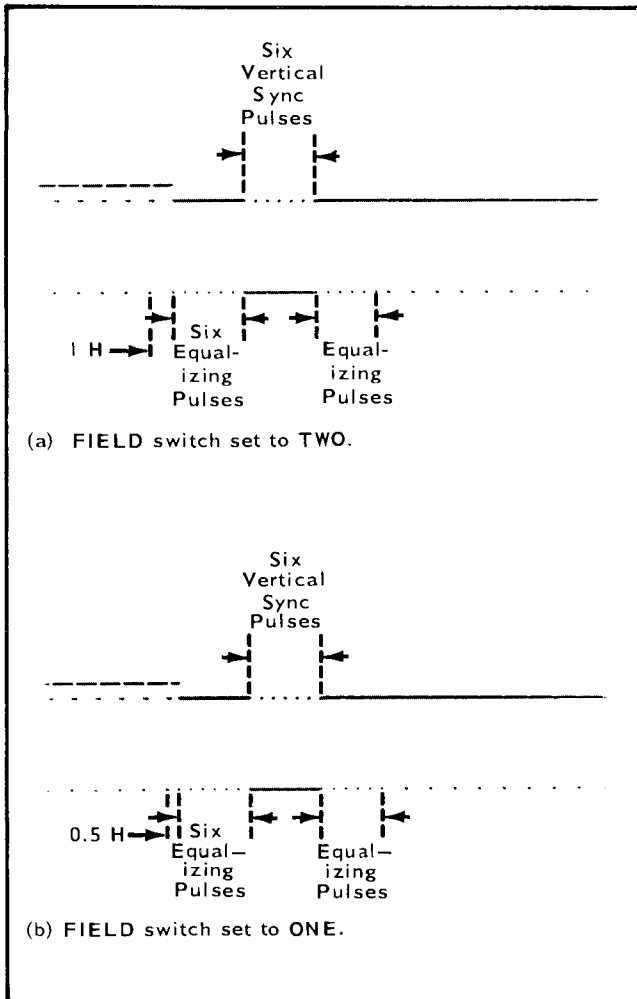 Six
Vertical
Sync
Pulses
1 H
Six
Equal-
izing
Pulses
Equal-
izing
Pulses
(a) FIELD switch set to TWO.
Six
Vertical
Sync
Pulses
0.5 H
Six
Equal—
izing
Pulses
Equal—
izing
Pulses
(b) FIELD switch set to ONE.